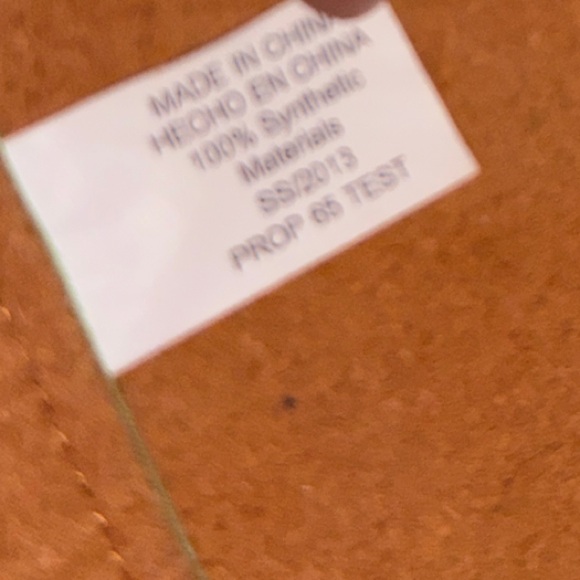 MADE IN CHINA
HECHO EN CHINA
100% Synthetic
Materials
SS/2013
PROP 65 TEST